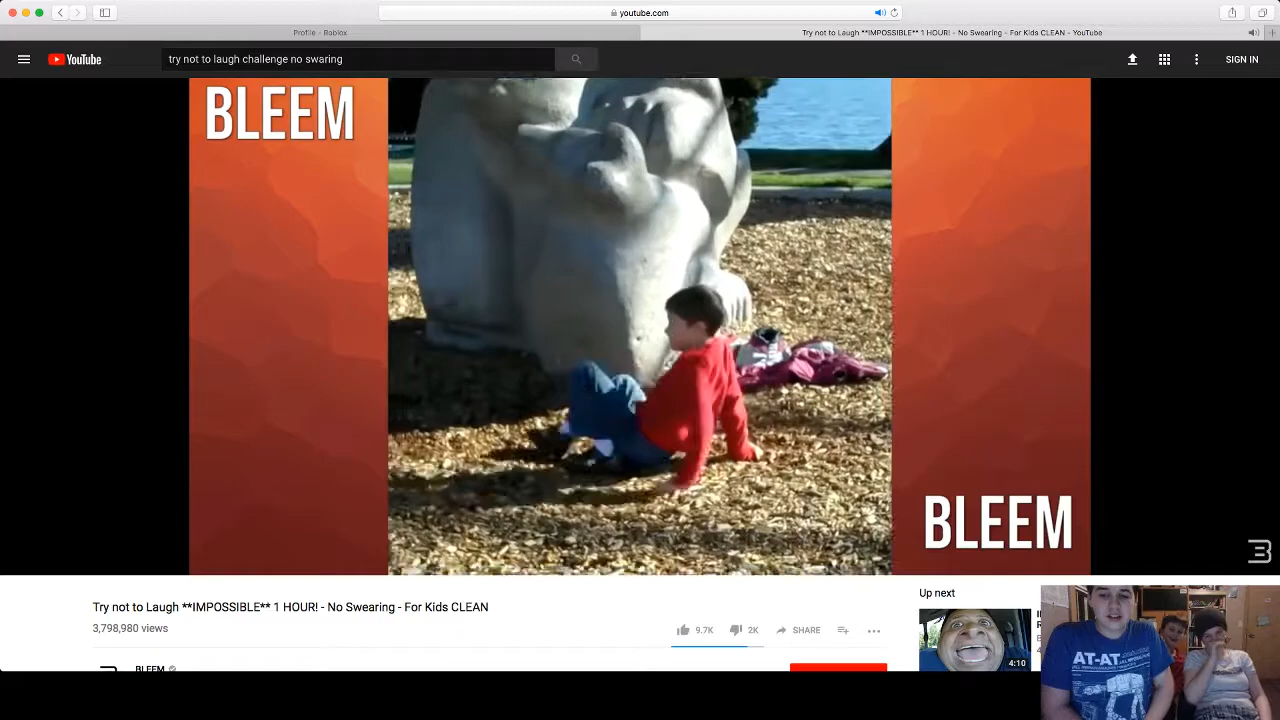 youtube.com
Profile - Roblox
Try not to Laugh **IMPOSSIBLE** 1 HOUR! - No Swearing - For Kids CLEAN - YouTube
YouTube
try not to laugh challenge no swaring
SIGN IN
BLEEM
BLEEM
Try not to Laugh **IMPOSSIBLE** 1 HOUR! - No Swearing - For Kids CLEAN
3,798,980 views
9.7K
2K
SHARE
BLEEM
Up next
4:10
AT-AT